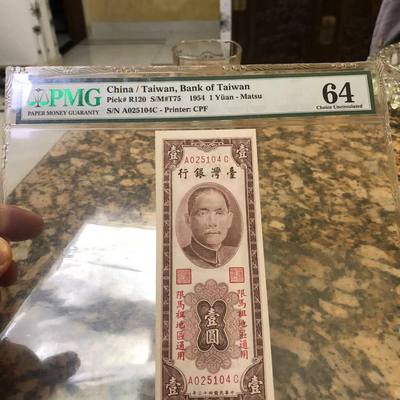 PMG
PAPER MONEY GUARANTY
China / Taiwan, Bank of Taiwan
Pick# R120 S/M#T75 1954 1 Yüan - Matsu
S/N A025104C - Printer: CPF
64
Choice Uncirculated
壹 壹
A025104C
行銀灣臺
限馬祖地區通用
壹圓
限馬祖地區通用
A025104C
壹 壹